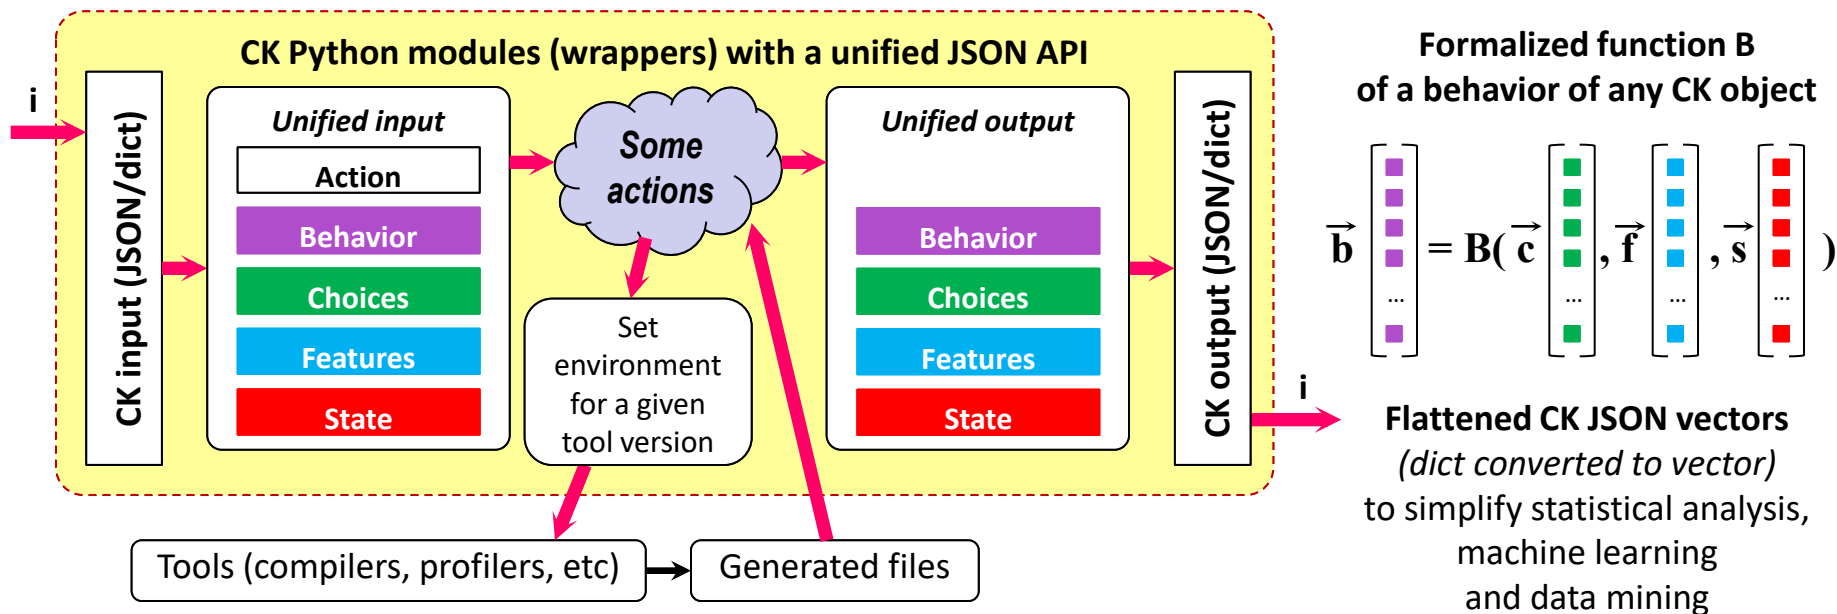 CK Python modules (wrappers) with a unified JSON API
i
CK input (JSON/dict)
Unified input
Action
Behavior
Choices
Features
State
Some
actions
Set
environment
for a given
tool version
Unified output
Behavior
Choices
Features
State
CK output (JSON/dict)
i
Tools (compilers, profilers, etc)
Generated files
Formalized function B
of a behavior of any CK object
b = B( c , f , s )
...
...
...
...
Flattened CK JSON vectors
(dict converted to vector)
to simplify statistical analysis,
machine learning
and data mining